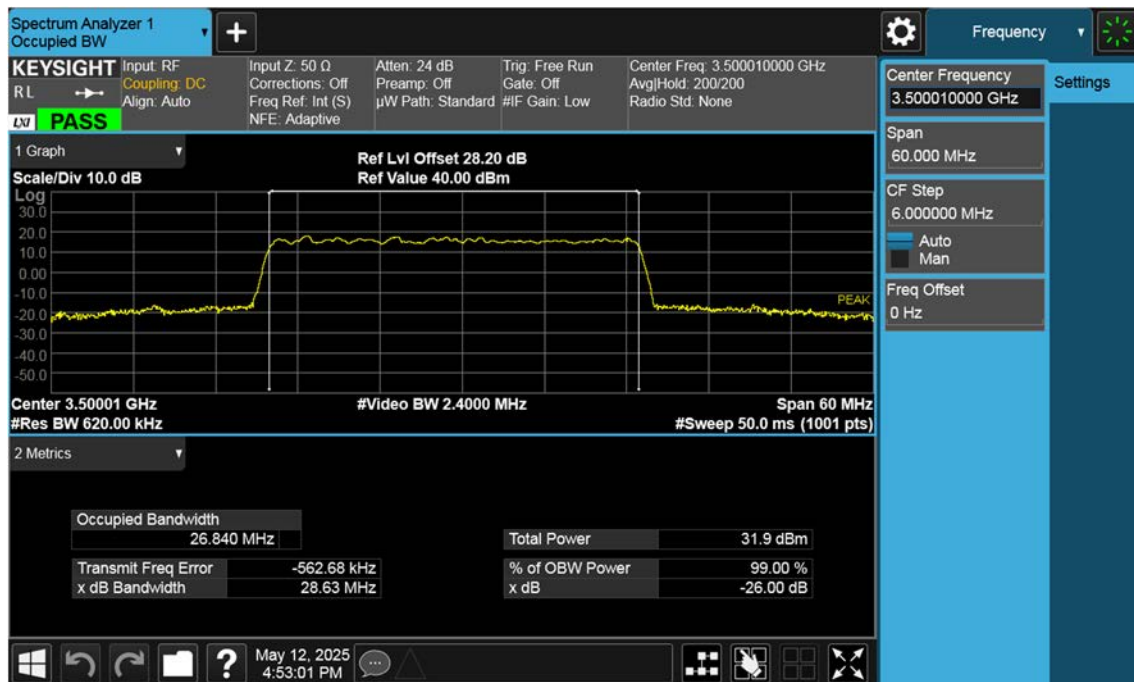 Spectrum Analyzer 1
Occupied BW
+
Frequency
KEYSIGHT
RL
LXI
PASS
Input: RF
Coupling: DC
Align: Auto
Input Z: 50 Ω
Corrections: Off
Freq Ref: Int (S)
NFE: Adaptive
Atten: 24 dB
Preamp: Off
µW Path: Standard
Trig: Free Run
Gate: Off
#IF Gain: Low
Center Freq: 3.500010000 GHz
Avg|Hold: 200/200
Radio Std: None
Center Frequency
3.500010000 GHz
Settings
Span
60.000 MHz
CF Step
6.000000 MHz
Auto
Man
Freq Offset
0 Hz
1 Graph
Scale/Div 10.0 dB
Ref Lvl Offset 28.20 dB
Ref Value 40.00 dBm
Log
30.0
20.0
10.0
0.00
-10.0
-20.0
-30.0
-40.0
-50.0
PEAK
Center 3.50001 GHz
#Video BW 2.4000 MHz
Span 60 MHz
#Res BW 620.00 kHz
#Sweep 50.0 ms (1001 pts)
2 Metrics
Occupied Bandwidth
26.840 MHz
Total Power 31.9 dBm
Transmit Freq Error -562.68 kHz
% of OBW Power 99.00 %
x dB Bandwidth 28.63 MHz
x dB -26.00 dB
?
May 12, 2025
4:53:01 PM